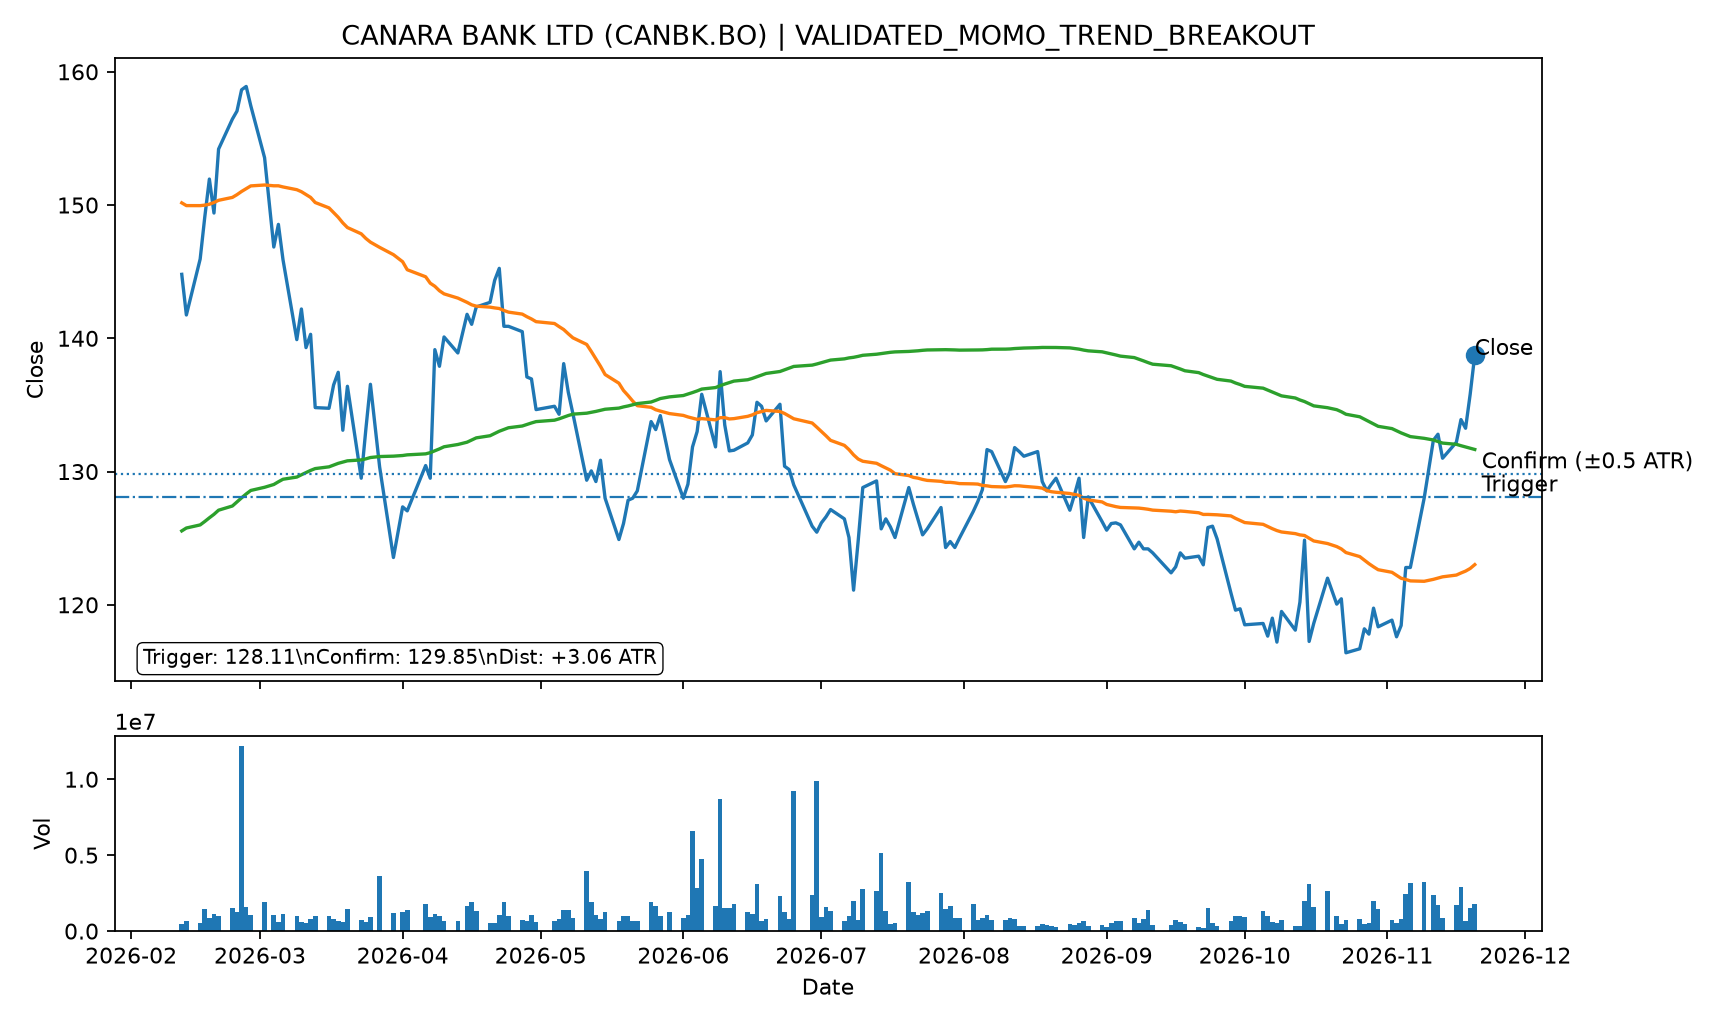 CANARA BANK LTD (CANBK.BO) | VALIDATED_MOMO_TREND_BREAKOUT
160
150
140
130
120
Close
Close
Confirm (±0.5 ATR)
Trigger
Trigger: 128.11\nConfirm: 129.85\nDist: +3.06 ATR
1e7
1.0
0.5
0.0
Vol
2026-02
2026-03
2026-04
2026-05
2026-06
2026-07
2026-08
2026-09
2026-10
2026-11
2026-12
Date